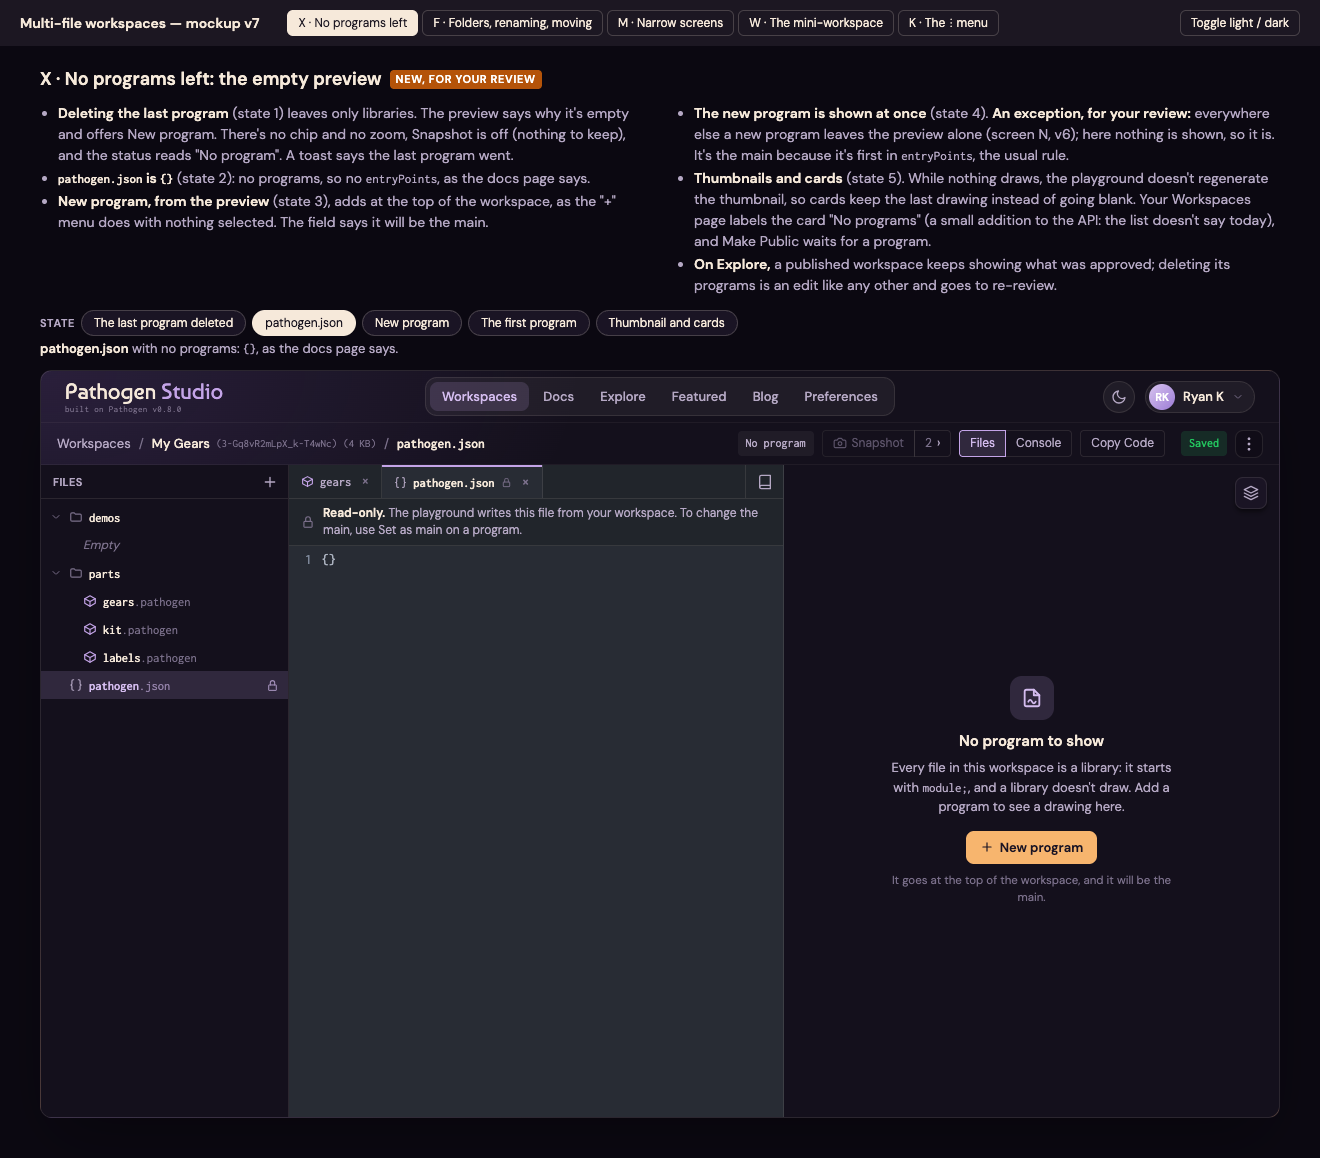 Multi-file workspaces — mockup v7
X · No programs left
F · Folders, renaming, moving
M · Narrow screens
W · The mini-workspace
K · The ⋮ menu
Toggle light / dark
X · No programs left: the empty preview
NEW, FOR YOUR REVIEW
• Deleting the last program (state 1) leaves only libraries. The preview says why it's empty
and offers New program. There's no chip and no zoom, Snapshot is off (nothing to keep),
and the status reads "No program". A toast says the last program went.
• pathogen.json is {} (state 2): no programs, so no entryPoints, as the docs page says.
• New program, from the preview (state 3), adds at the top of the workspace, as the "+"
menu does with nothing selected. The field says it will be the main.
• The new program is shown at once (state 4). An exception, for your review: everywhere
else a new program leaves the preview alone (screen N, v6); here nothing is shown, so it is.
It's the main because it's first in entryPoints, the usual rule.
• Thumbnails and cards (state 5). While nothing draws, the playground doesn't regenerate
the thumbnail, so cards keep the last drawing instead of going blank. Your Workspaces
page labels the card "No programs" (a small addition to the API: the list doesn't say today),
and Make Public waits for a program.
• On Explore, a published workspace keeps showing what was approved; deleting its
programs is an edit like any other and goes to re-review.
STATE
The last program deleted
pathogen.json
New program
The first program
Thumbnail and cards
pathogen.json with no programs: {}, as the docs page says.
Pathogen Studio
built on Pathogen v0.8.0
Workspaces
Docs
Explore
Featured
Blog
Preferences
RK
Ryan K
Workspaces / My Gears (3-Gq8vR2mLpX_k-T4wNc) (4 KB) / pathogen.json
No program
Snapshot
2 ›
Files
Console
Copy Code
Saved
FILES
+
gears ×
{} pathogen.json ×
demos
Empty
parts
gears.pathogen
kit.pathogen
labels.pathogen
{} pathogen.json
Read-only. The playground writes this file from your workspace. To change the
main, use Set as main on a program.
1 {}
No program to show
Every file in this workspace is a library: it starts
with module;, and a library doesn't draw. Add a
program to see a drawing here.
+ New program
It goes at the top of the workspace, and it will be the
main.